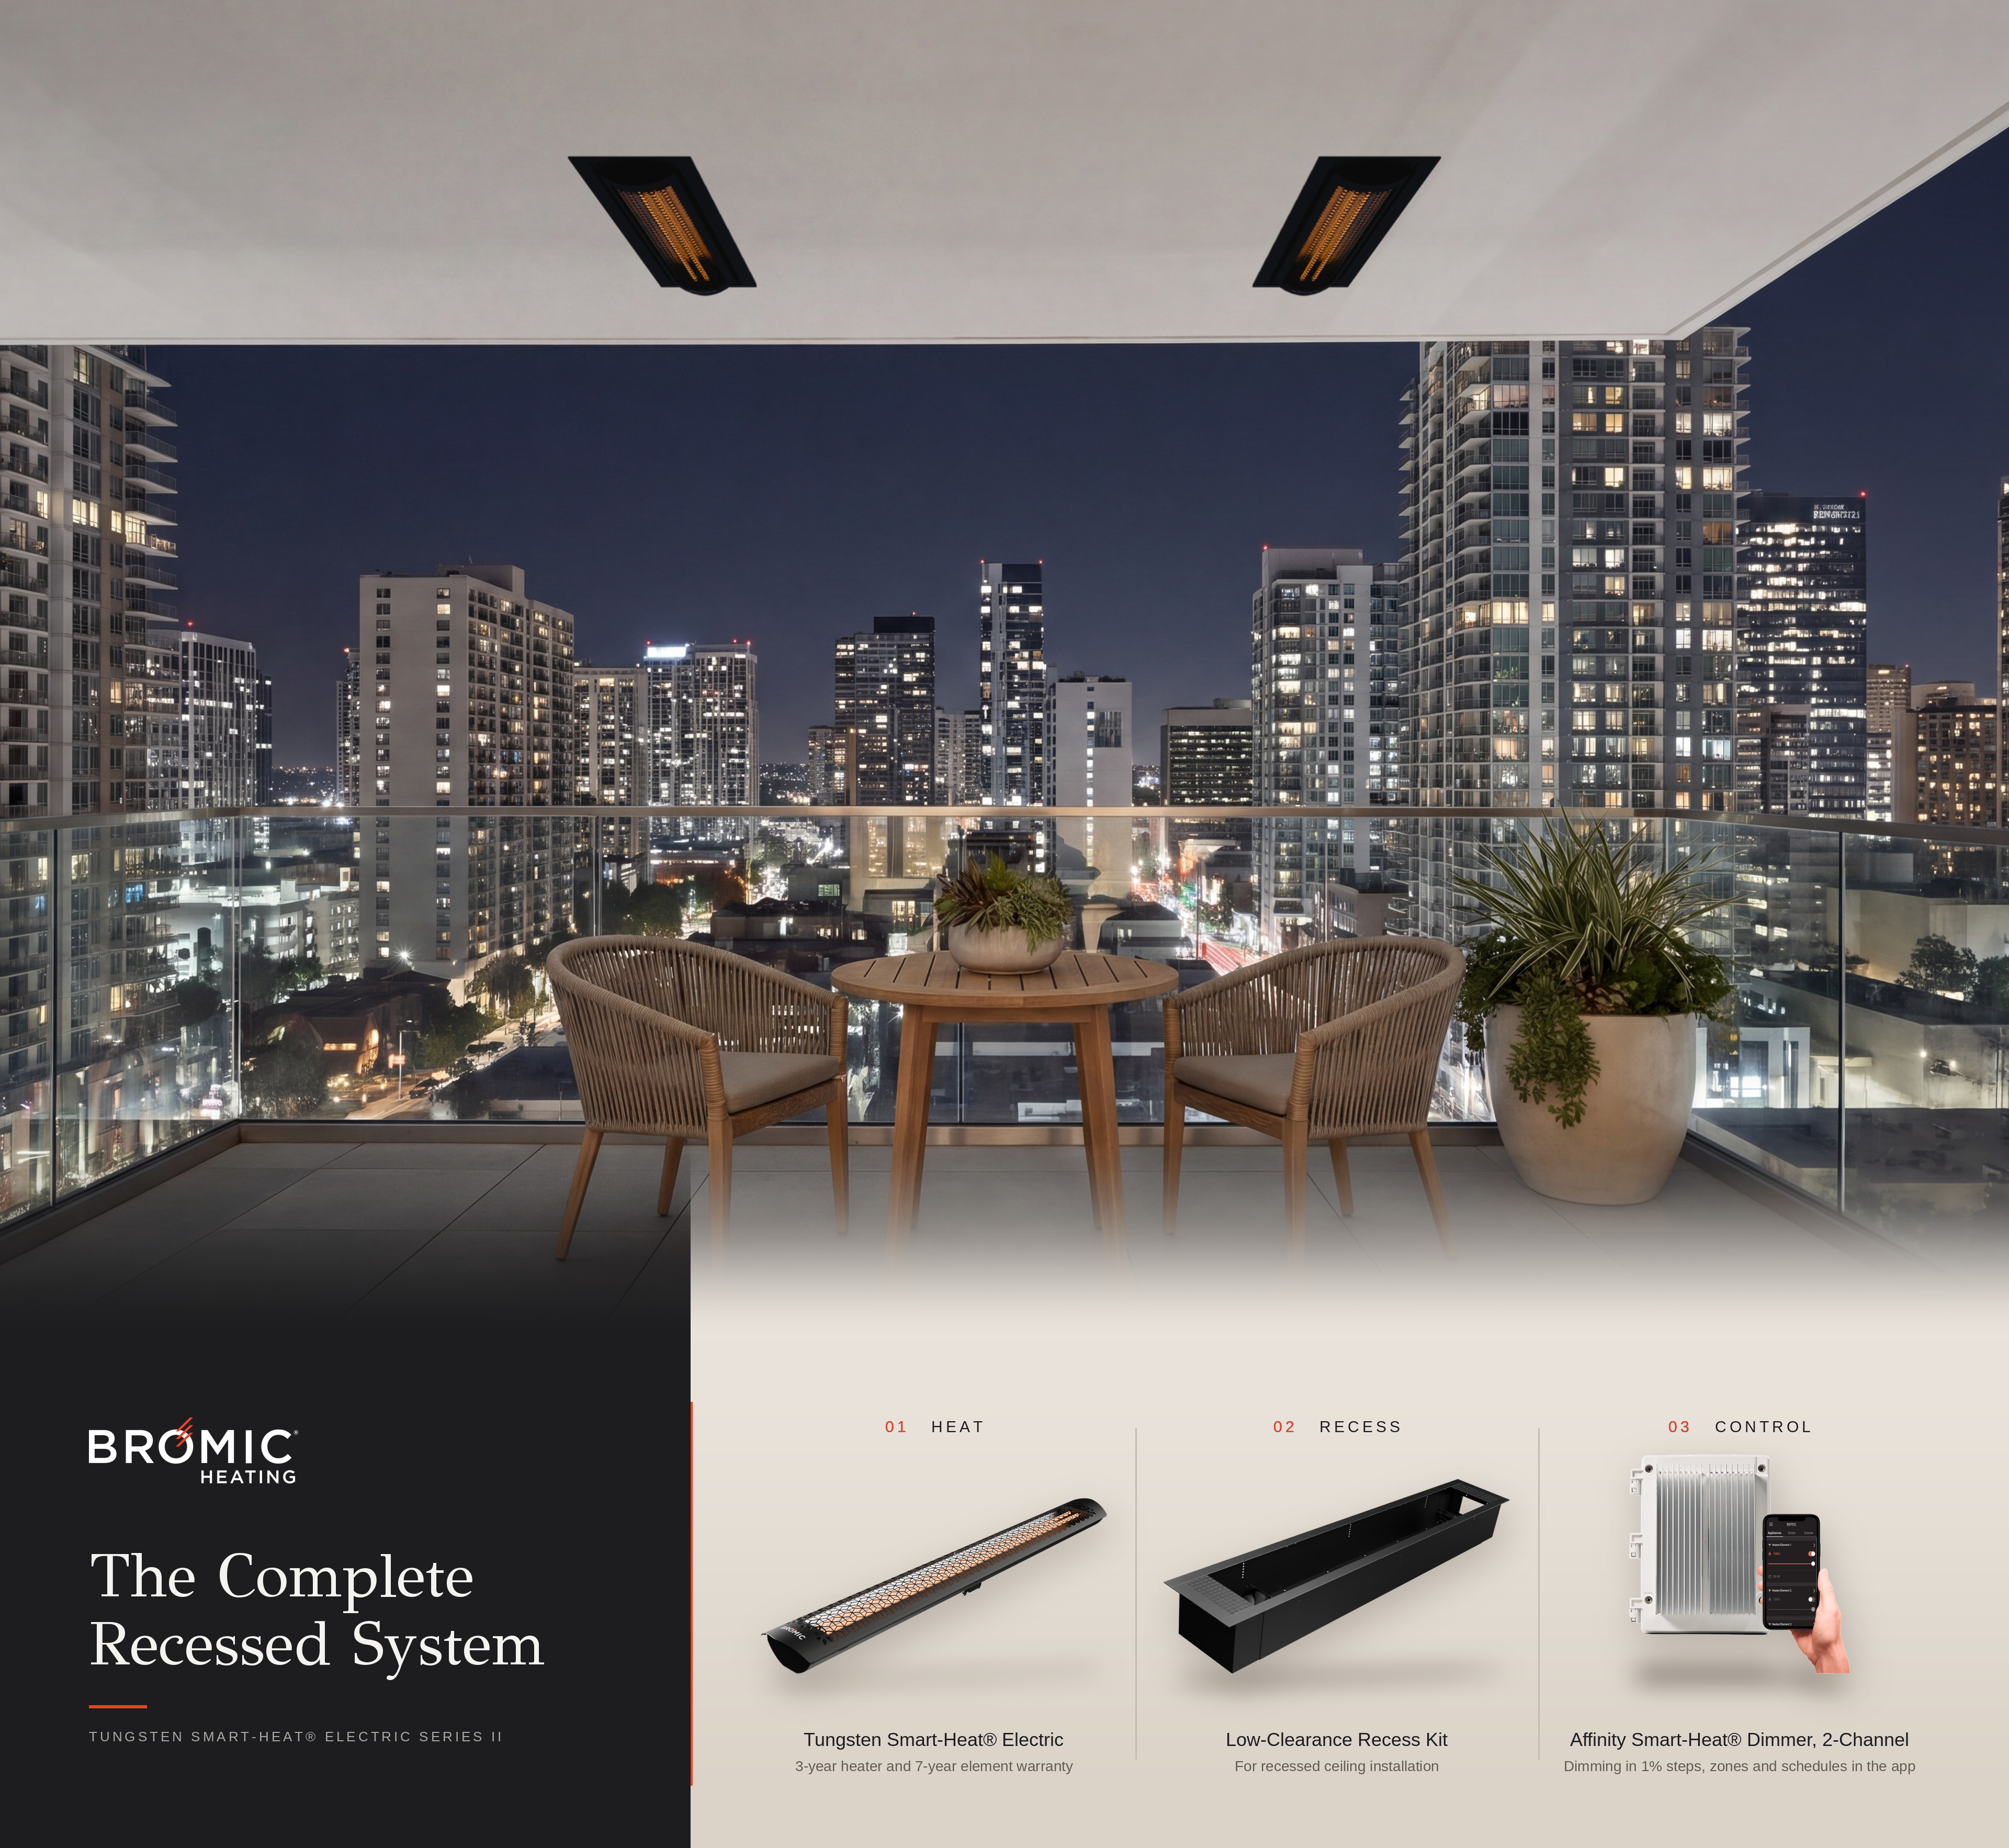 BROMIC®
HEATING
The Complete
Recessed System
TUNGSTEN SMART-HEAT® ELECTRIC SERIES II
01 HEAT
BROMIC
Tungsten Smart-Heat® Electric
3-year heater and 7-year element warranty
02 RECESS
Low-Clearance Recess Kit
For recessed ceiling installation
03 CONTROL
Affinity Smart-Heat® Dimmer, 2-Channel
Dimming in 1% steps, zones and schedules in the app